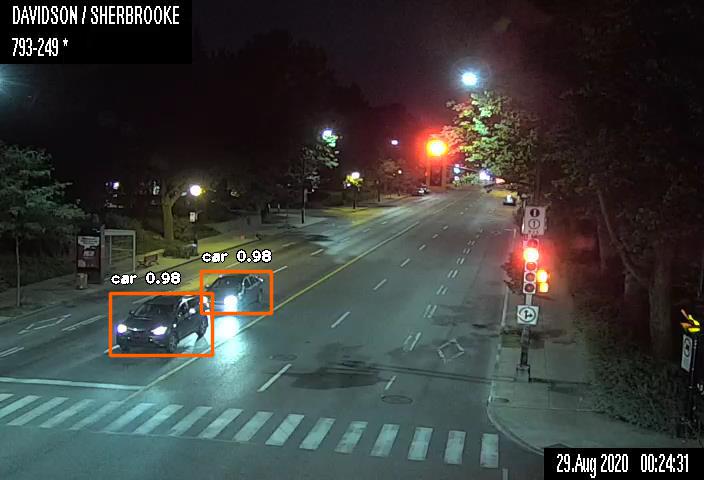 DAVIDSON / SHERBROOKE
793-249 *
car 0.98
car 0.98
29.Aug 2020 00:24:31